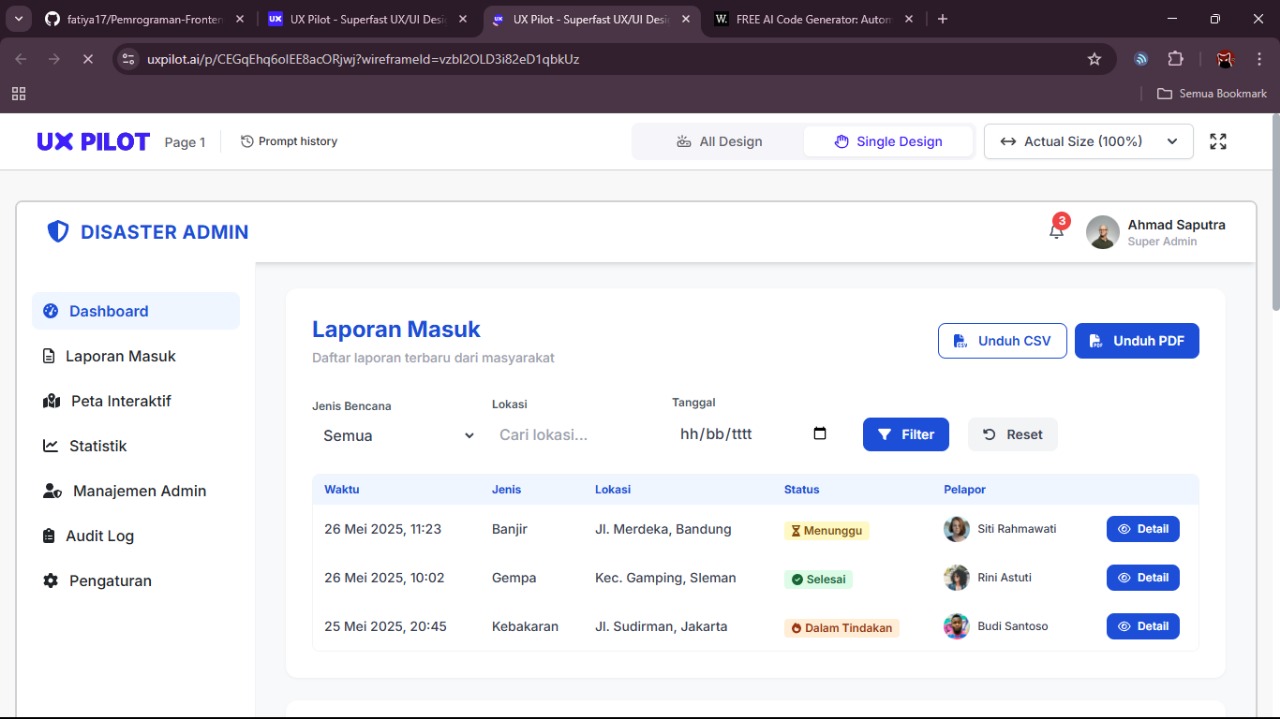 fatiya17/Pemrograman-Fronten
UX Pilot - Superfast UX/UI Desi
UX Pilot - Superfast UX/UI Desi
W. FREE AI Code Generator: Autom
uxpilot.ai/p/CEGqEhq6olEE8acORjwj?wireframeId=vzbl2OLD3i82eD1qbkUz
Semua Bookmark
UX PILOT Page 1 Prompt history All Design Single Design Actual Size (100%)
DISASTER ADMIN
3
Ahmad Saputra
Super Admin
Dashboard
Laporan Masuk
Peta Interaktif
Statistik
Manajemen Admin
Audit Log
Pengaturan
Laporan Masuk
Daftar laporan terbaru dari masyarakat
Unduh CSV Unduh PDF
Jenis Bencana Lokasi Tanggal
Semua Cari lokasi... hh/bb/tttt Filter Reset
Waktu Jenis Lokasi Status Pelapor
26 Mei 2025, 11:23 Banjir Jl. Merdeka, Bandung Menunggu Siti Rahmawati Detail
26 Mei 2025, 10:02 Gempa Kec. Gamping, Sleman Selesai Rini Astuti Detail
25 Mei 2025, 20:45 Kebakaran Jl. Sudirman, Jakarta Dalam Tindakan Budi Santoso Detail